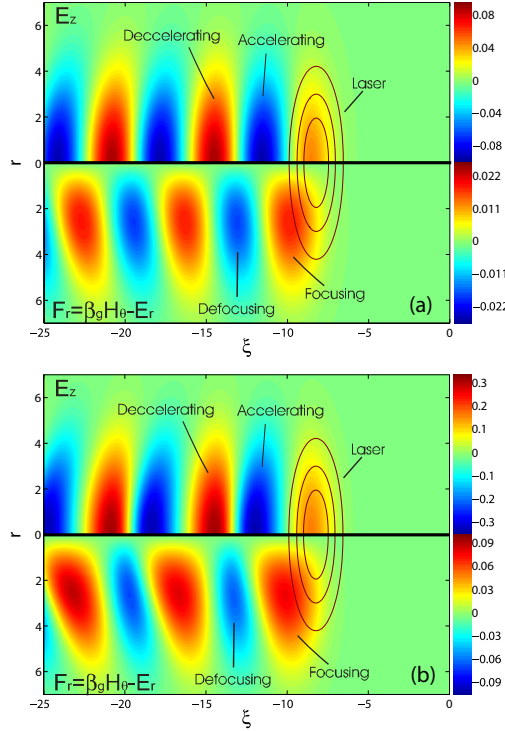 E_z
Deccelerating
Accelerating
Laser
Defocusing
Focusing
F_r=β_gH_θ-E_r
(a)
6
4
2
0
2
4
6
r
−25
−20
−15
−10
−5
0
ξ
0.08
0.04
0
−0.04
−0.08
0.022
0.011
0
−0.011
−0.022
E_z
Deccelerating
Accelerating
Laser
Defocusing
Focusing
F_r=β_gH_θ-E_r
(b)
6
4
2
0
2
4
6
r
−25
−20
−15
−10
−5
0
ξ
0.3
0.2
0.1
0
-0.1
-0.2
-0.3
0.09
0.06
0.03
0
−0.03
−0.06
−0.09